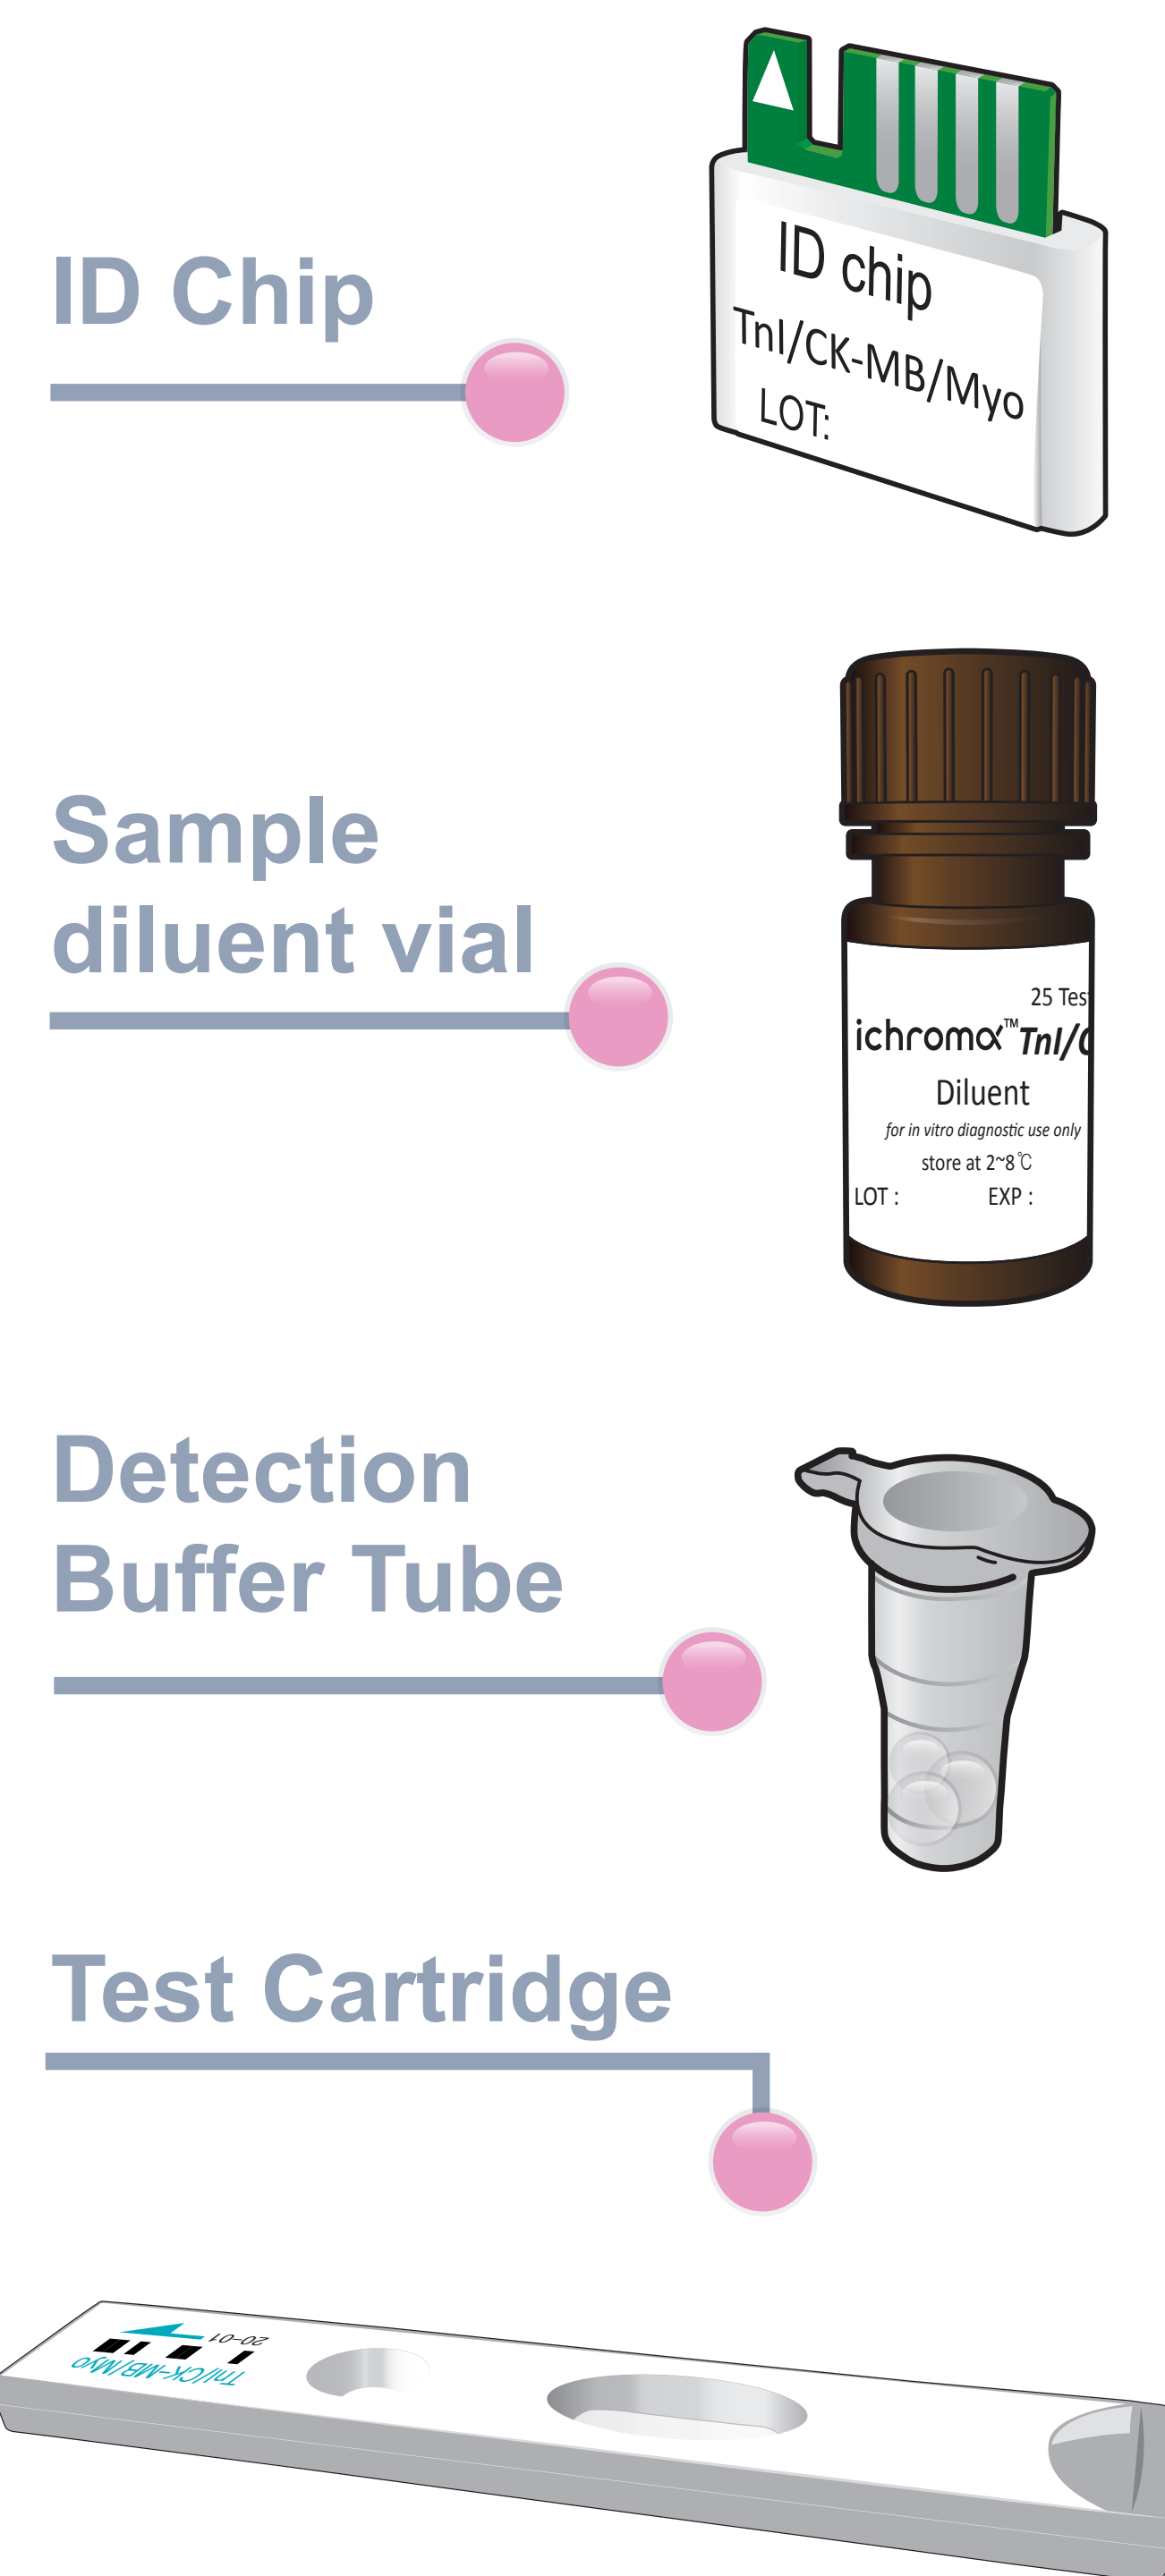 ID Chip
ID chip
TnI/CK-MB/Myo
LOT:
Sample
diluent vial
25 Tes
ichroma™ TnI/C
Diluent
for in vitro diagnostic use only
store at 2~8℃
LOT : EXP :
Detection
Buffer Tube
Test Cartridge
20-01
TnI/CK-MB/Myo